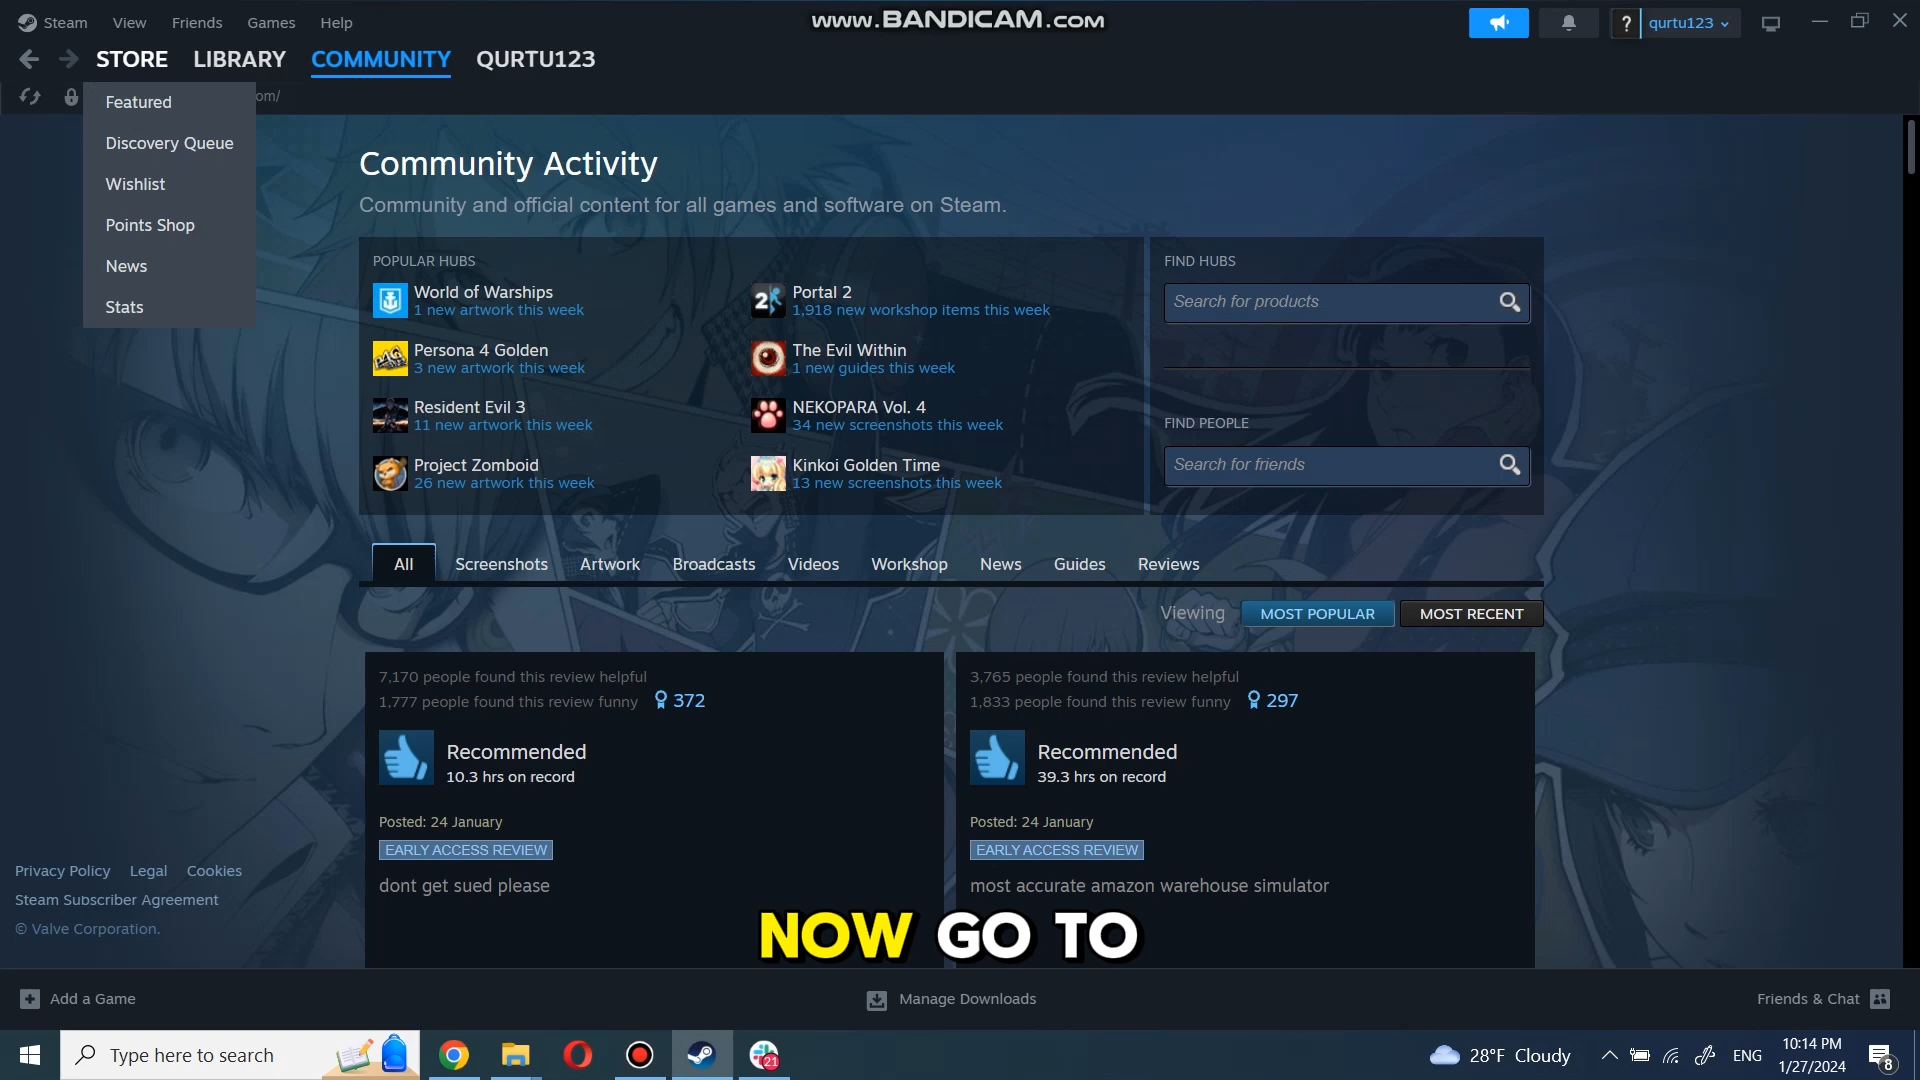 Steam View Friends Games Help
www.BANDICAM.com
? qurtu123
STORE LIBRARY COMMUNITY QURTU123
om/
Featured
Discovery Queue
Wishlist
Points Shop
News
Stats
Community Activity
Community and official content for all games and software on Steam.
POPULAR HUBS
World of Warships
1 new artwork this week
Portal 2
1,918 new workshop items this week
Persona 4 Golden
3 new artwork this week
The Evil Within
1 new guides this week
Resident Evil 3
11 new artwork this week
NEKOPARA Vol. 4
34 new screenshots this week
Project Zomboid
26 new artwork this week
Kinkoi Golden Time
13 new screenshots this week
FIND HUBS
Search for products
FIND PEOPLE
Search for friends
All Screenshots Artwork Broadcasts Videos Workshop News Guides Reviews
Viewing MOST POPULAR MOST RECENT
7,170 people found this review helpful
1,777 people found this review funny 372
Recommended
10.3 hrs on record
Posted: 24 January
EARLY ACCESS REVIEW
dont get sued please
3,765 people found this review helpful
1,833 people found this review funny 297
Recommended
39.3 hrs on record
Posted: 24 January
EARLY ACCESS REVIEW
most accurate amazon warehouse simulator
Privacy Policy Legal Cookies
Steam Subscriber Agreement
© Valve Corporation.
NOW GO TO
Add a Game
Manage Downloads
Friends & Chat
Type here to search
21
28°F Cloudy
ENG
10:14 PM
1/27/2024
8